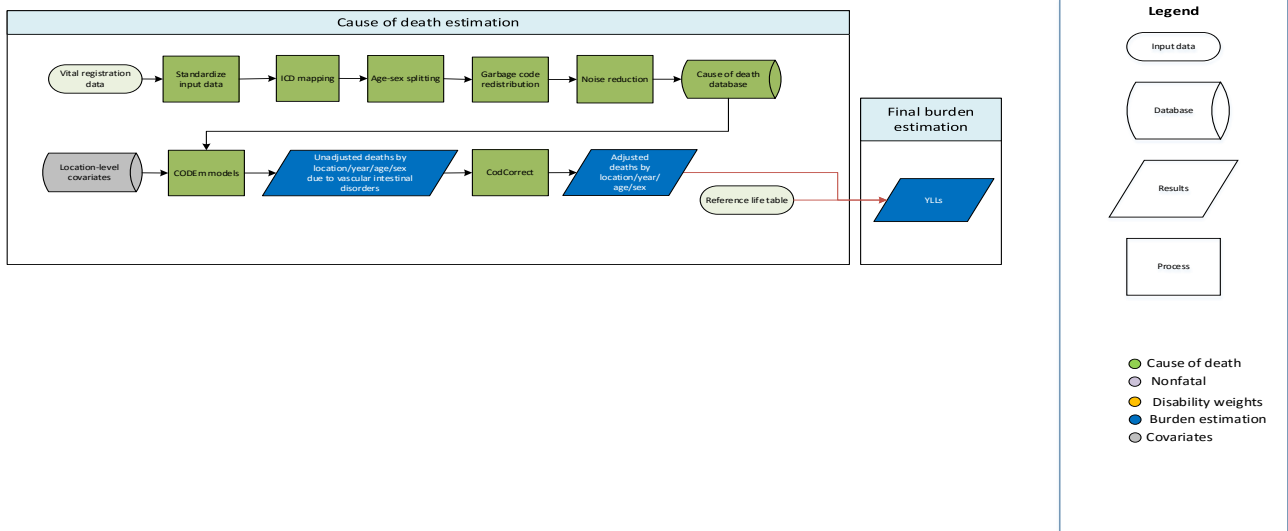 Cause of death estimation
Vital registration
data
Standardize
input data
ICD mapping
Age-sex splitting
Garbage code
redistribution
Noise reduction
Cause of death
database
Location-level
covariates
CODEm models
Unadjusted deaths by
location/year/age/sex
due to vascular intestinal
disorders
CodCorrect
Adjusted
deaths by
location/year/
age/sex
Reference life table
Final burden
estimation
YLLs
Legend
Input data
Database
Results
Process
Cause of death
Nonfatal
Disability weights
Burden estimation
Covariates